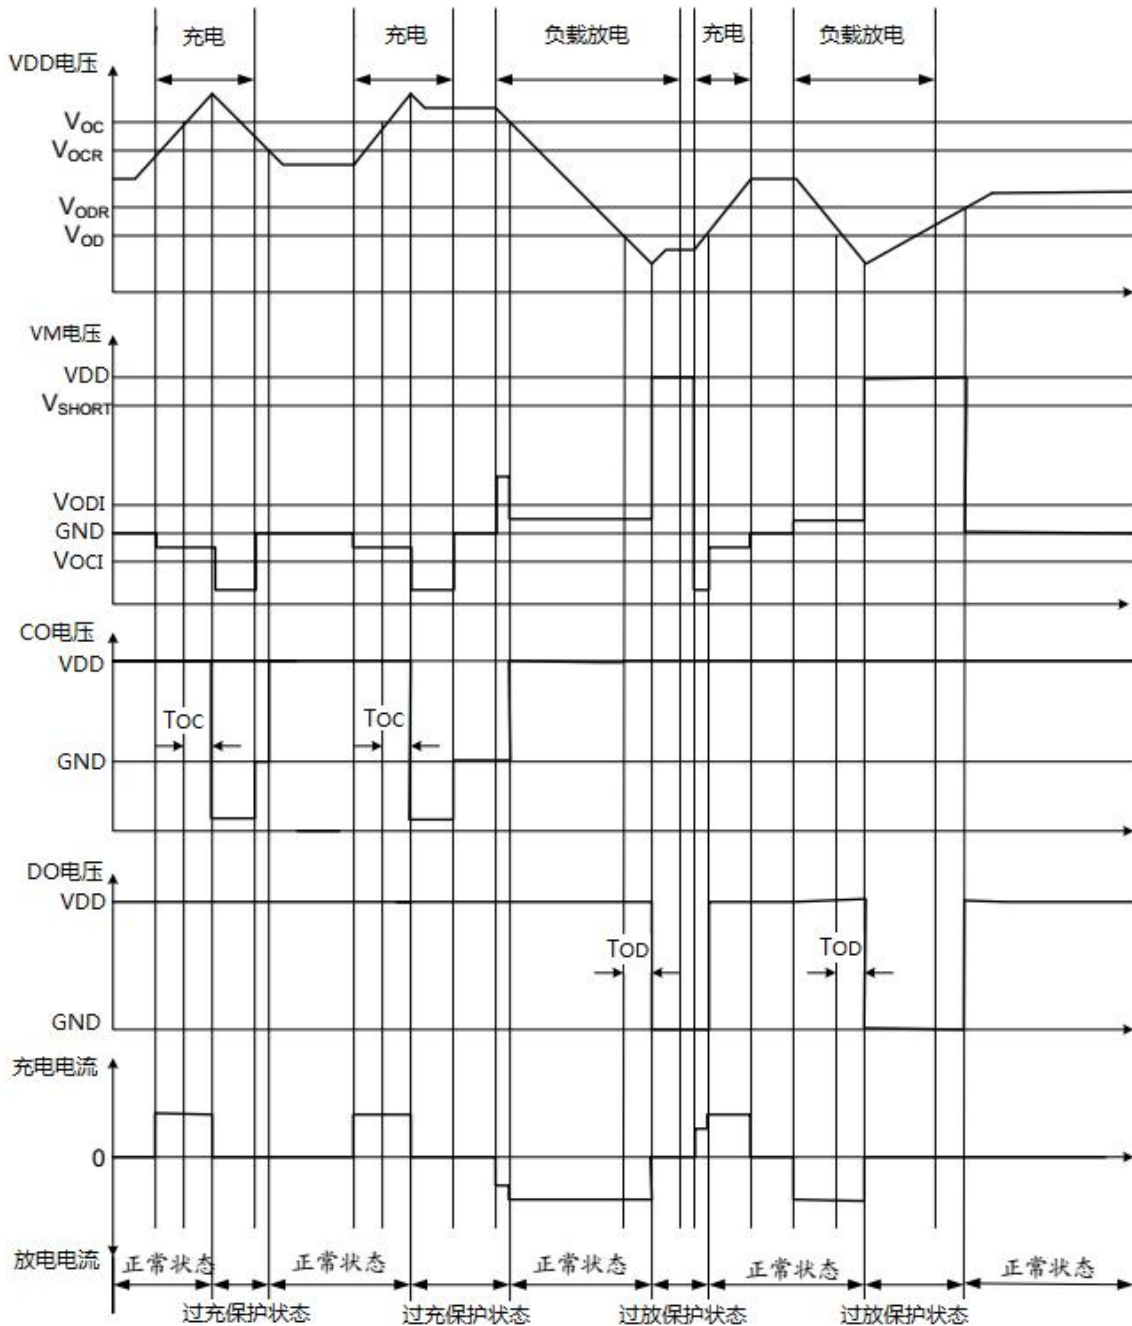 充电 充电 负载放电 充电 负载放电
VDD电压
VOC
VOCR
VODR
VOD
VM电压
VDD
VSHORT
VODI
GND
VOCI
CO电压
VDD
TOC TOC
GND
DO电压
VDD
TOD TOD
GND
充电电流
0
放电电流
正常状态 正常状态 正常状态 正常状态 正常状态
过充保护状态 过充保护状态 过放保护状态 过放保护状态